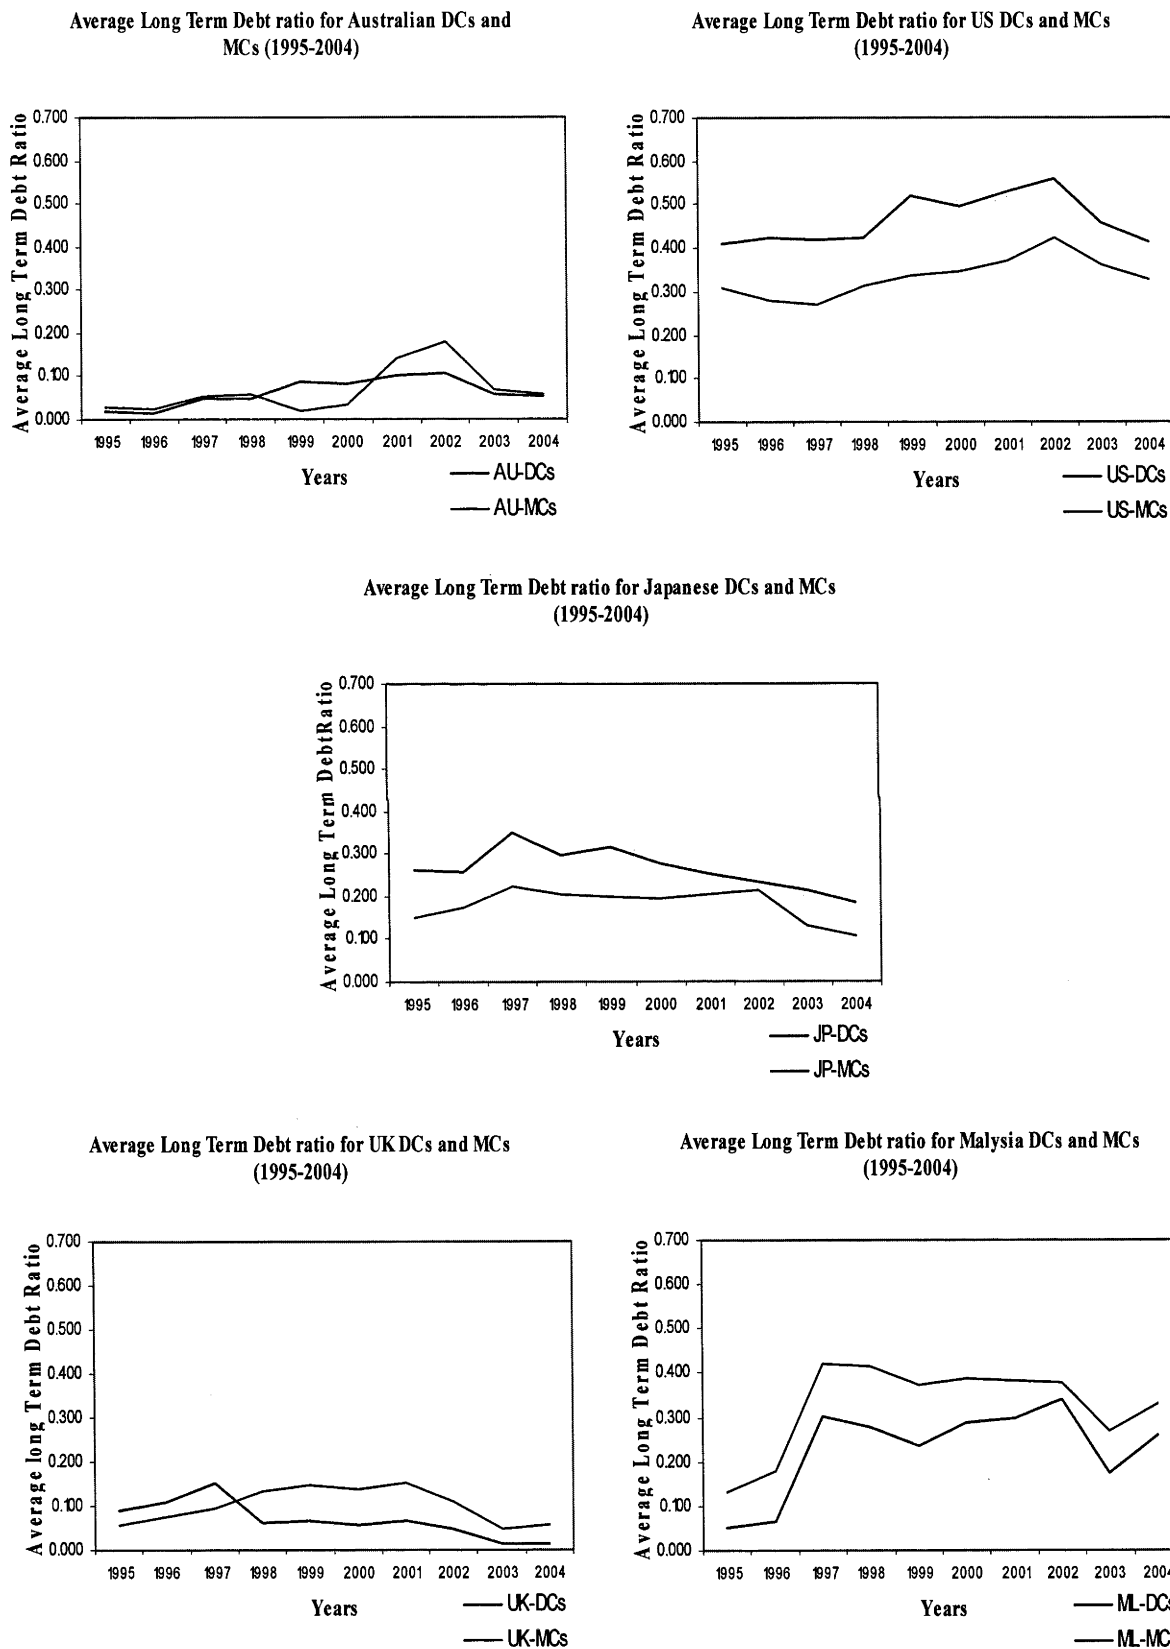 Average Long Term Debt ratio for Australian DCs and
MCs (1995-2004)
Average Long Term Debt Ratio
0.700
0.600
0.500
0.400
0.300
0.200
0.100
0.000
1995 1996 1997 1998 1999 2000 2001 2002 2003 2004
Years
AU-DCs
AU-MCs
Average Long Term Debt ratio for US DCs and MCs
(1995-2004)
Average Long Term Debt Ratio
0.700
0.600
0.500
0.400
0.300
0.200
0.100
0.000
1995 1996 1997 1998 1999 2000 2001 2002 2003 2004
Years
US-DCs
US-MCs
Average Long Term Debt ratio for Japanese DCs and MCs
(1995-2004)
Average Long Term DebtRatio
0.700
0.600
0.500
0.400
0.300
0.200
0.100
0.000
1995 1996 1997 1998 1999 2000 2001 2002 2003 2004
Years
JP-DCs
JP-MCs
Average Long Term Debt ratio for UK DCs and MCs
(1995-2004)
Average long Term Debt Ratio
0.700
0.600
0.500
0.400
0.300
0.200
0.100
0.000
1995 1996 1997 1998 1999 2000 2001 2002 2003 2004
Years
UK-DCs
UK-MCs
Average Long Term Debt ratio for Malysia DCs and MCs
(1995-2004)
Average Long Term Debt Ratio
0.700
0.600
0.500
0.400
0.300
0.200
0.100
0.000
1995 1996 1997 1998 1999 2000 2001 2002 2003 2004
Years
ML-DCs
ML-MC